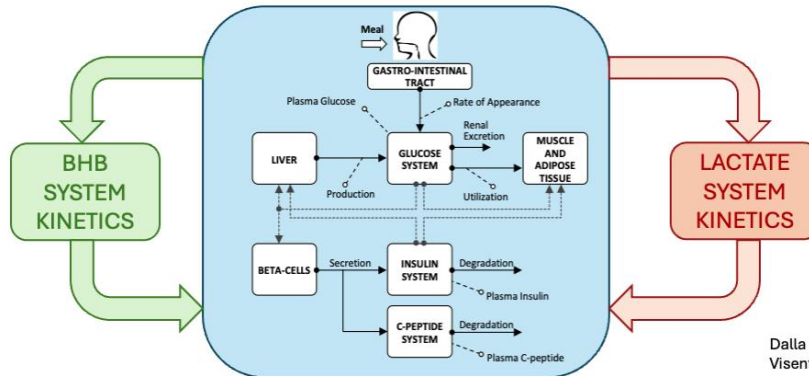 Meal
GASTRO-INTESTINAL
TRACT
Plasma Glucose
Rate of Appearance
Renal
Excretion
LIVER
GLUCOSE
SYSTEM
MUSCLE
AND
ADIPOSE
TISSUE
Production
Utilization
BHB
SYSTEM
KINETICS
LACTATE
SYSTEM
KINETICS
BETA-CELLS
Secretion
INSULIN
SYSTEM
Degradation
Plasma Insulin
C-PEPTIDE
SYSTEM
Degradation
Plasma C-peptide
Dalla